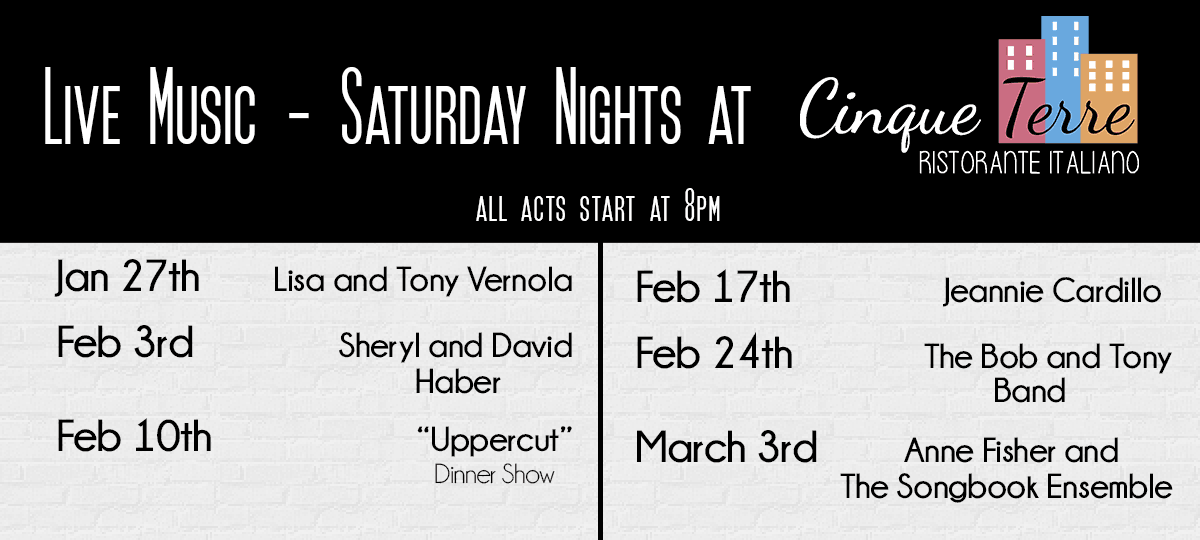 Live Music - Saturday Nights at Cinque Terre
RISTORANTE ITALIANO
ALL ACTS START AT 8PM
Jan 27th Lisa and Tony Vernola
Feb 3rd Sheryl and David
Haber
Feb 10th “Uppercut”
Dinner Show
Feb 17th Jeannie Cardillo
Feb 24th The Bob and Tony
Band
March 3rd Anne Fisher and
The Songbook Ensemble